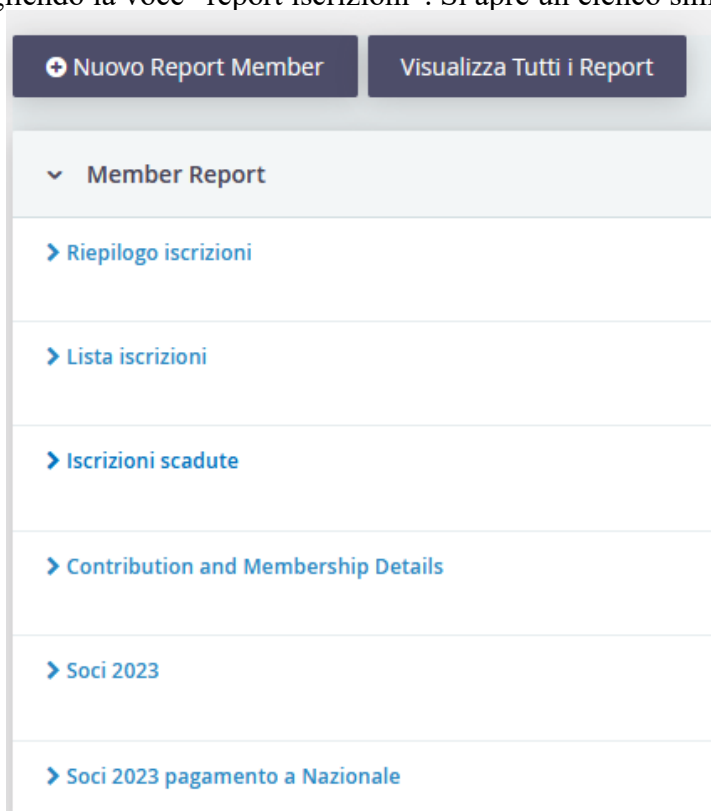 gliendo la voce "report iscrizioni". Si apre un elenco sim
Nuovo Report Member
Visualizza Tutti i Report
Member Report
Riepilogo iscrizioni
Lista iscrizioni
Iscrizioni scadute
Contribution and Membership Details
Soci 2023
Soci 2023 pagamento a Nazionale